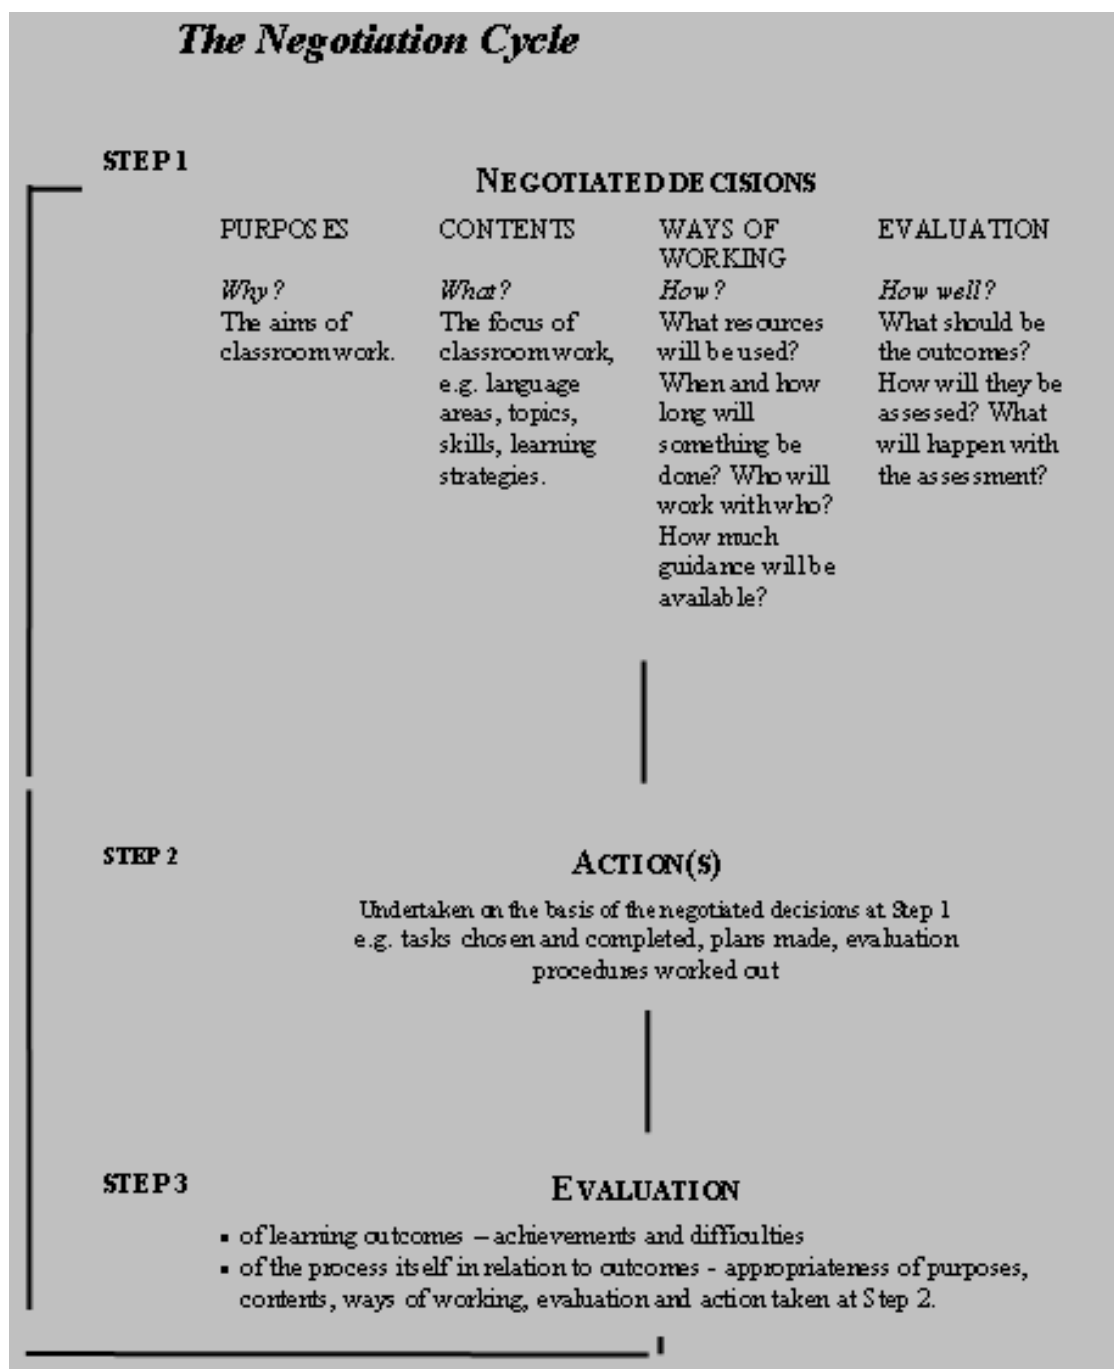 The Negotiation Cycle
STEP 1
NEGOTIATED DECISIONS
PURPOSES
Why?
The aims of
classroom work.
CONTENTS
What?
The focus of
classroom work,
e.g. language
areas, topics,
skills, learning
strategies.
WAYS OF
WORKING
How?
What resources
will be used?
When and how
long will
something be
done? Who will
work with who?
How much
guidance will be
available?
EVALUATION
How well?
What should be
the outcomes?
How will they be
assessed? What
will happen with
the assessment?
STEP 2
ACTION(S)
Undertaken on the basis of the negotiated decisions at Step 1
e.g. tasks chosen and completed, plans made, evaluation
procedures worked out
STEP 3
EVALUATION
▪ of learning outcomes – achievements and difficulties
▪ of the process itself in relation to outcomes - appropriateness of purposes,
contents, ways of working, evaluation and action taken at Step 2.